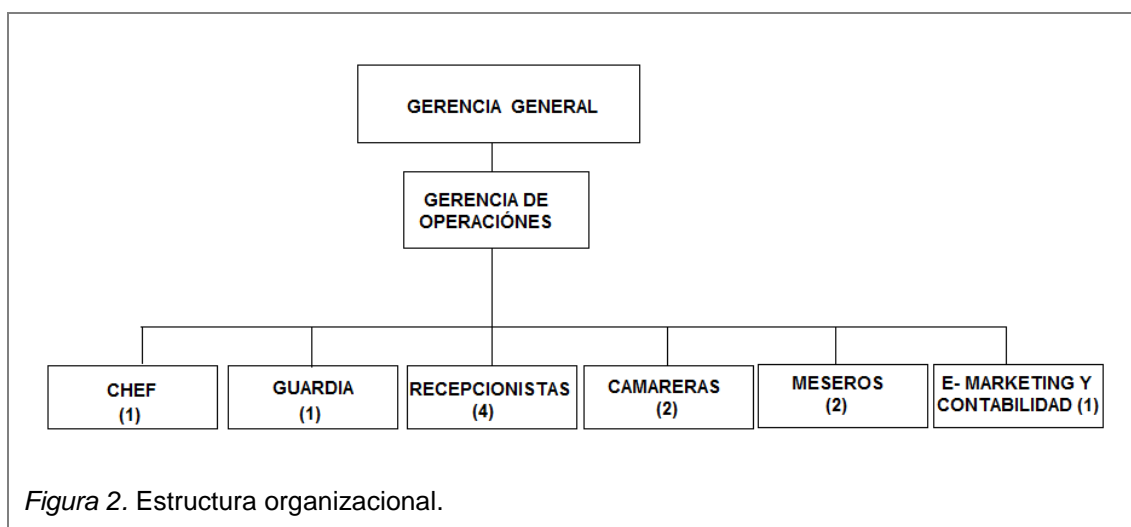 GERENCIA GENERAL
GERENCIA DE
OPERACIÓNES
CHEF
(1)
GUARDIA
(1)
RECEPCIONISTAS
(4)
CAMARERAS
(2)
MESEROS
(2)
E- MARKETING Y
CONTABILIDAD (1)
Figura 2. Estructura organizacional.